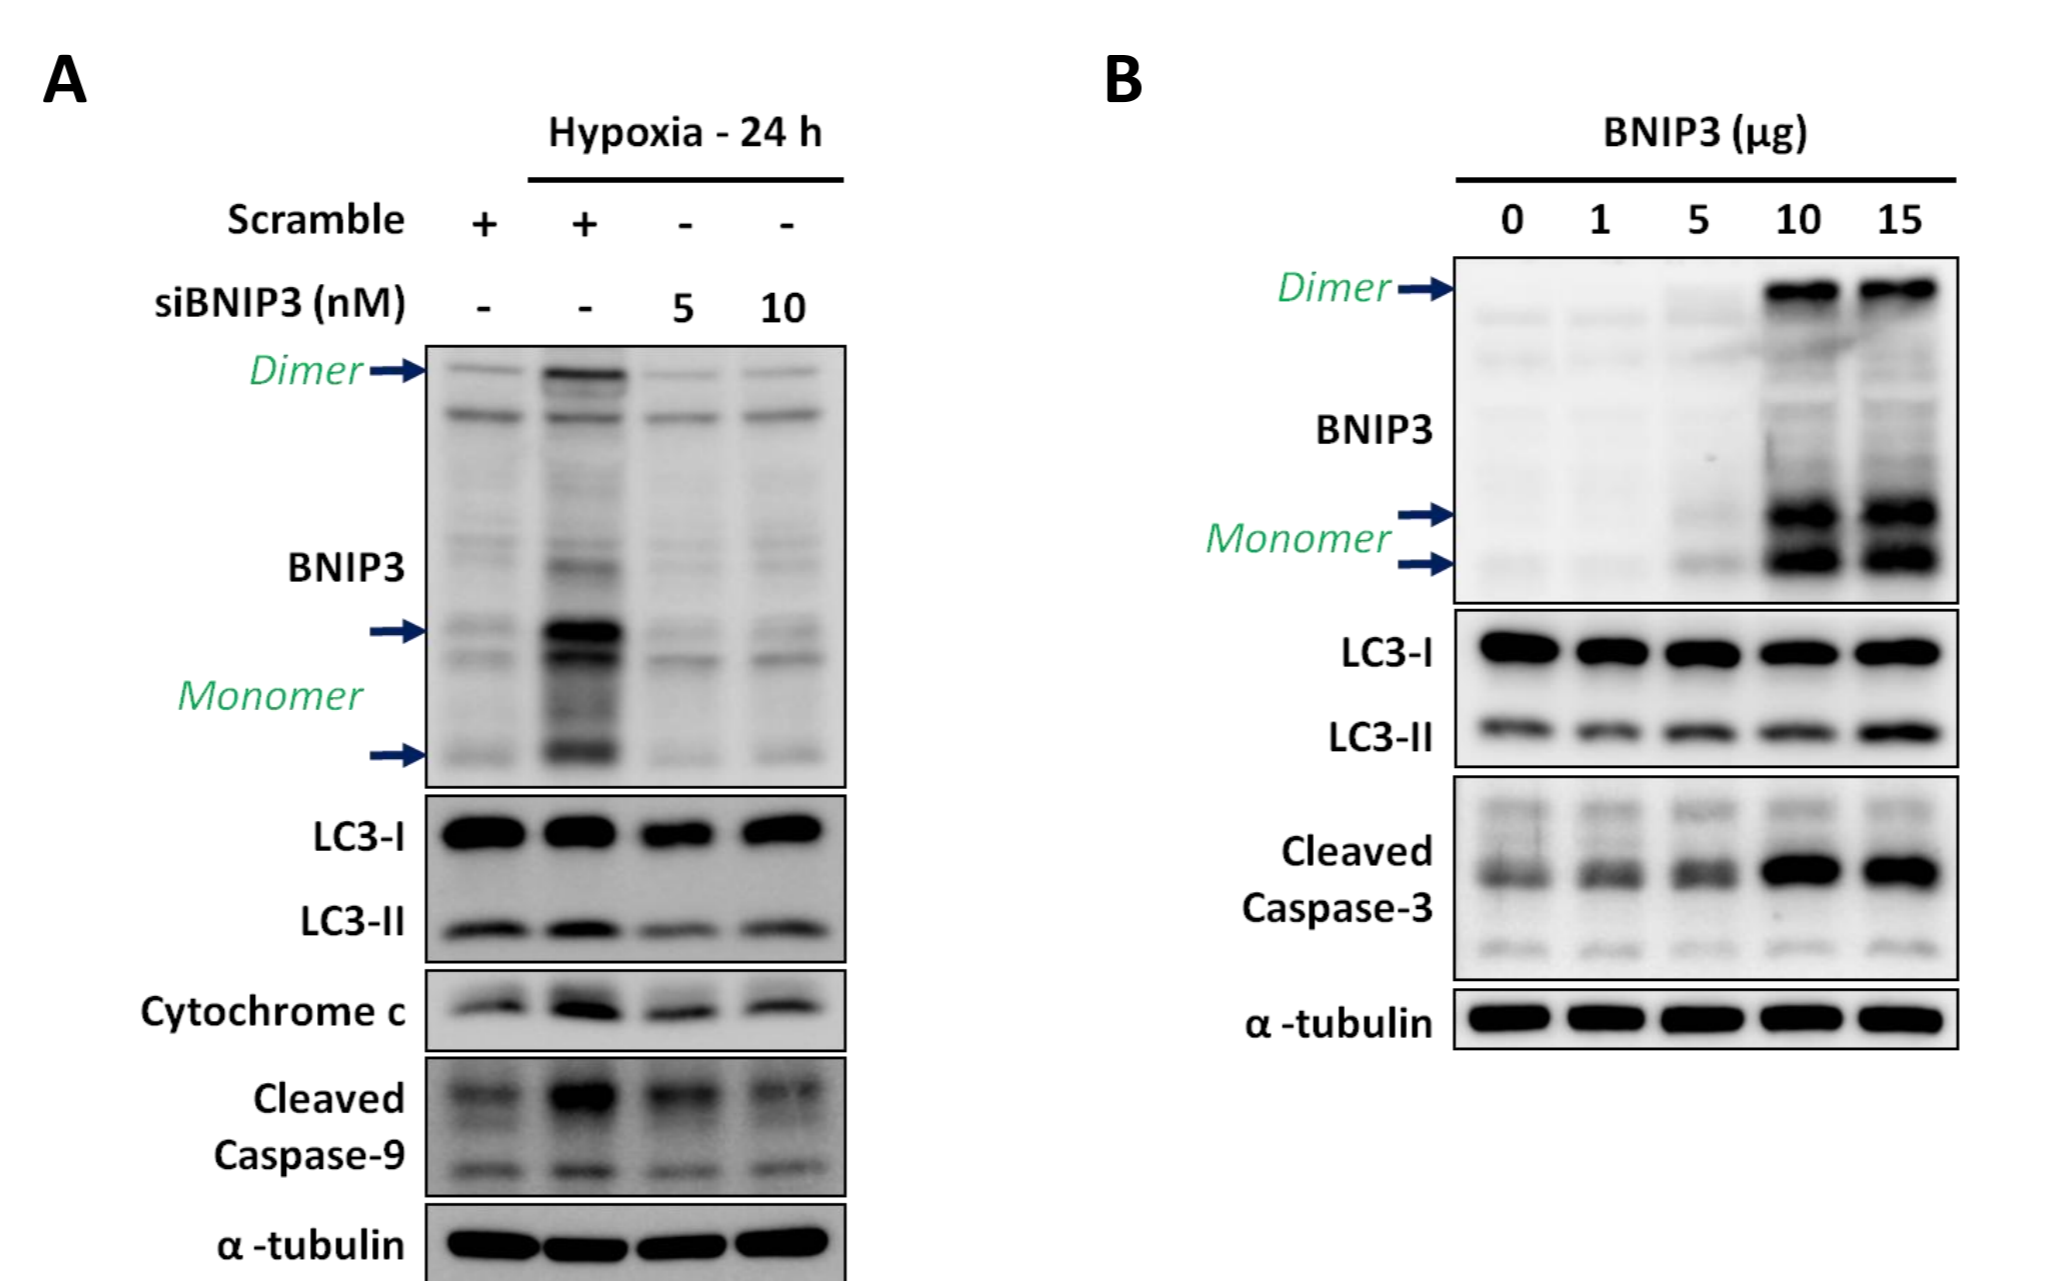 A
Hypoxia - 24 h
Scramble + + - -
siBNIP3 (nM) - - 5 10
Dimer
BNIP3
Monomer
LC3-I
LC3-II
Cytochrome c
Cleaved
Caspase-9
α -tubulin
B
BNIP3 (µg)
0 1 5 10 15
Dimer
BNIP3
Monomer
LC3-I
LC3-II
Cleaved
Caspase-3
α -tubulin